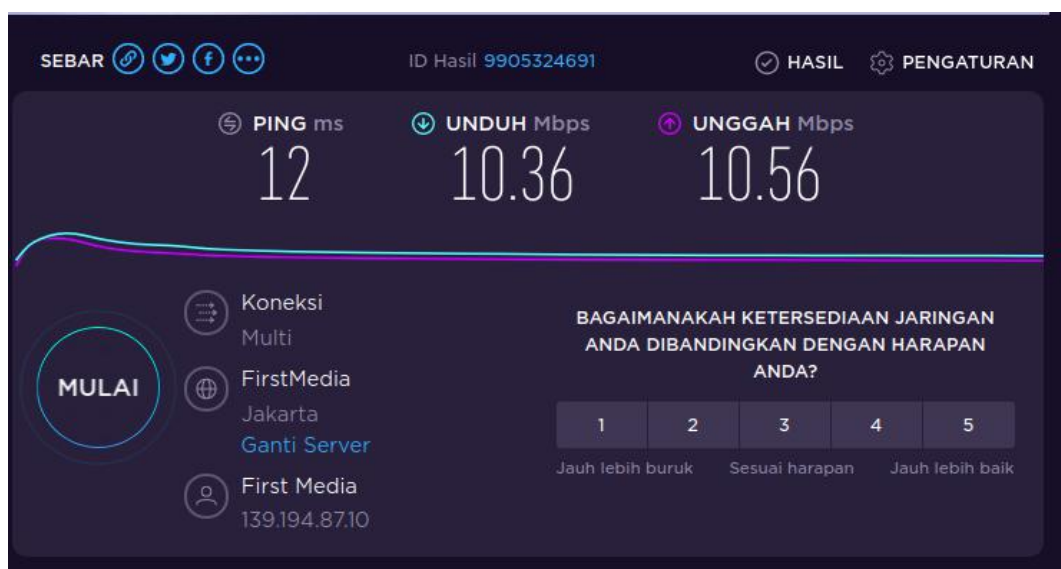 SEBAR
ID Hasil 9905324691
HASIL
PENGATURAN
PING ms
12
UNDUH Mbps
10.36
UNGGAH Mbps
10.56
MULAI
Koneksi
Multi
FirstMedia
Jakarta
Ganti Server
First Media
139.194.87.10
BAGAIMANAKAH KETERSEDIAAN JARINGAN
ANDA DIBANDINGKAN DENGAN HARAPAN
ANDA?
1 2 3 4 5
Jauh lebih buruk Sesuai harapan Jauh lebih baik